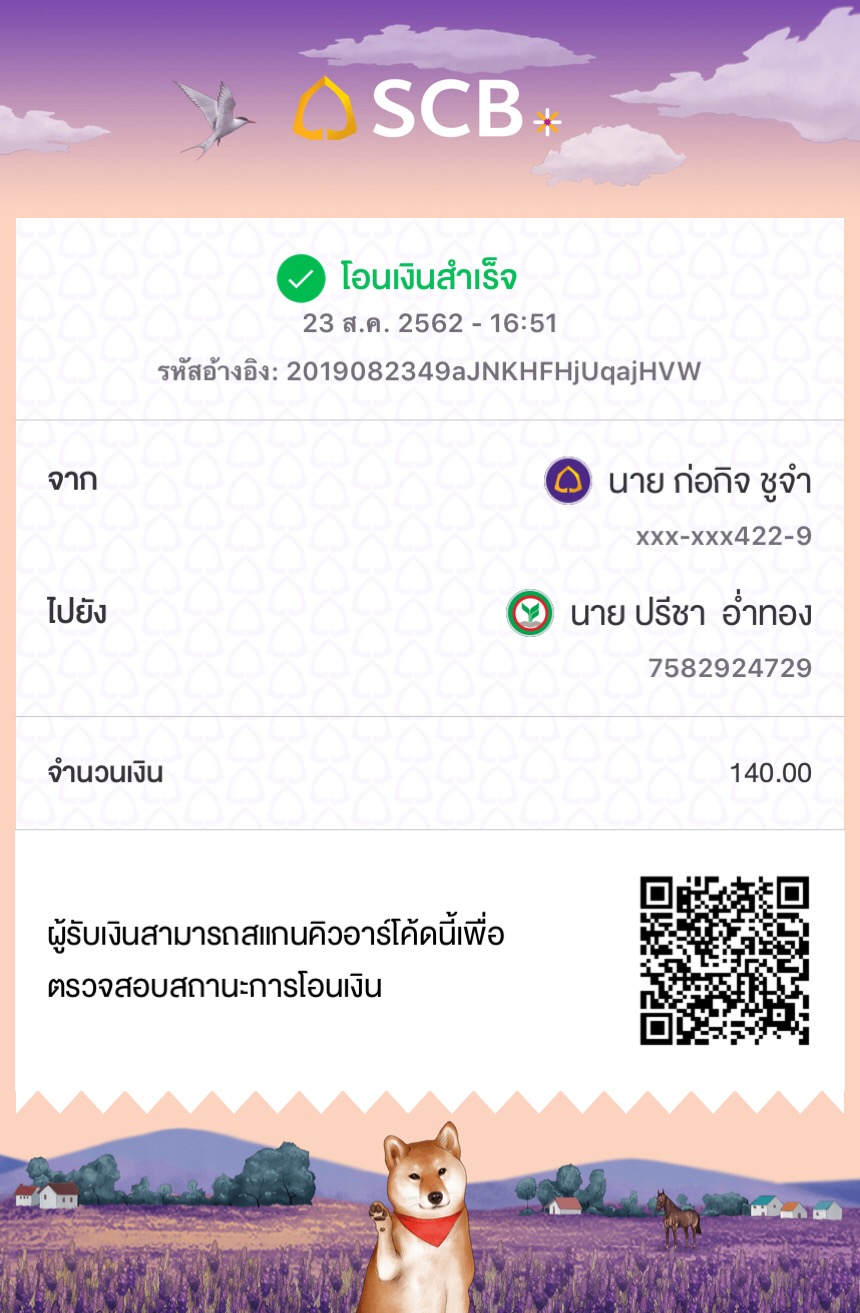 SCB
โอนเงินสำเร็จ
23 ส.ค. 2562 - 16:51
รหัสอ้างอิง: 2019082349aJNKHFHjUqajHVW
จาก
นาย ก่อกิจ ชูจำ
xxx-xxx422-9
ไปยัง
นาย ปรีชา อ่ำทอง
7582924729
จำนวนเงิน
140.00
ผู้รับเงินสามารถสแกนคิวอาร์โค้ดนี้เพื่อ
ตรวจสอบสถานะการโอนเงิน